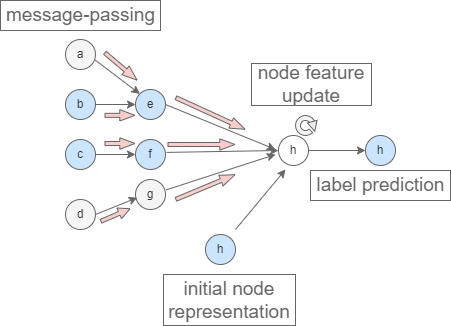 message-passing
a
b
c
d
e
f
g
node feature
update
h
h
label prediction
h
initial node
representation